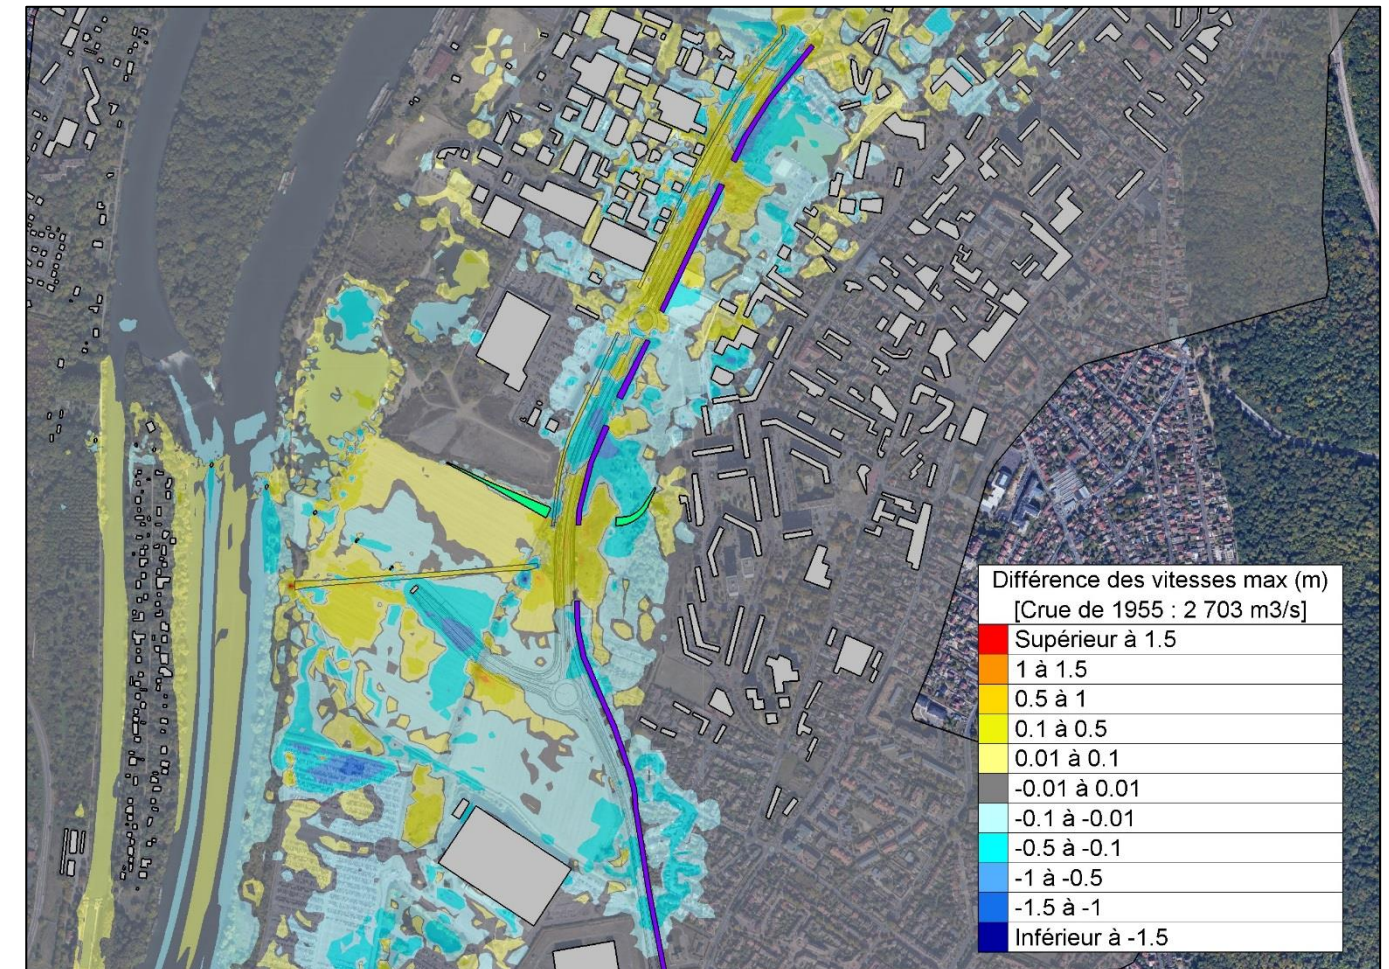 Différence des vitesses max (m)
[Crue de 1955 : 2 703 m3/s]
Supérieur à 1.5
1 à 1.5
0.5 à 1
0.1 à 0.5
0.01 à 0.1
-0.01 à 0.01
-0.1 à -0.01
-0.5 à -0.1
-1 à -0.5
-1.5 à -1
Inférieur à -1.5